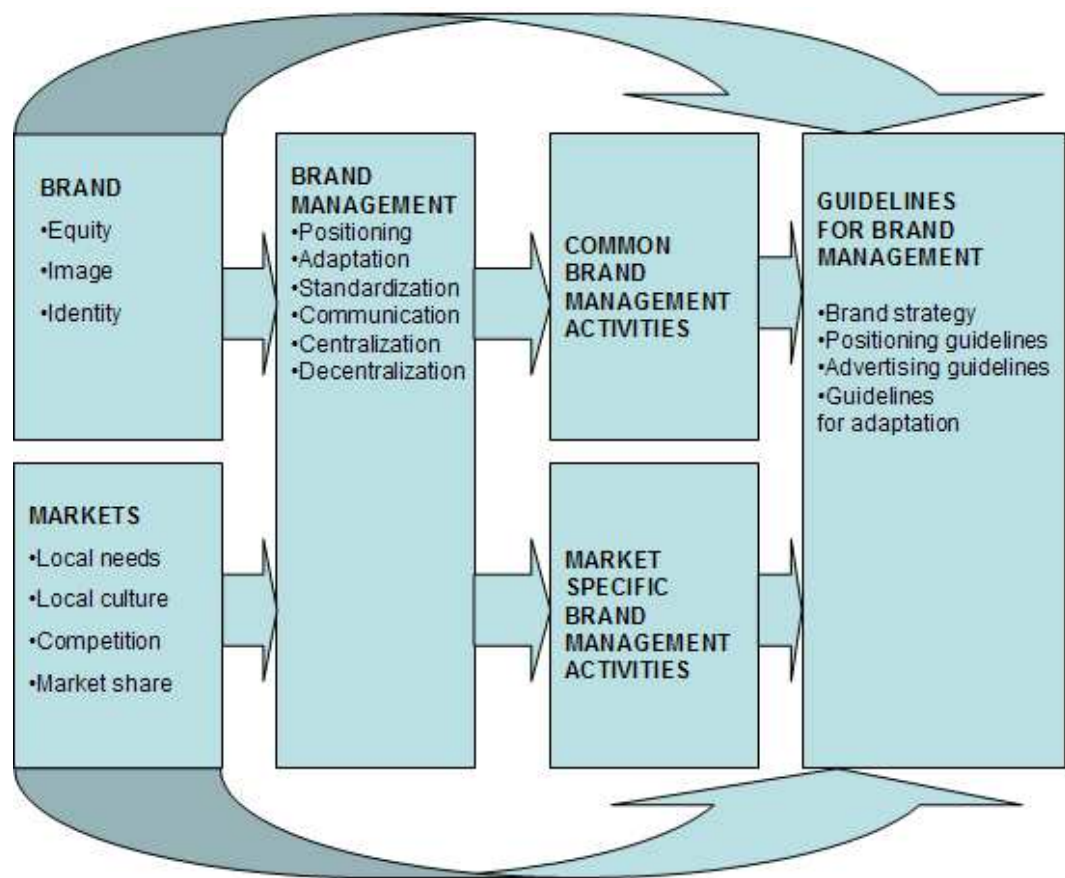 BRAND
•Equity
•Image
•Identity
MARKETS
•Local needs
•Local culture
•Competition
•Market share
BRAND
MANAGEMENT
•Positioning
•Adaptation
•Standardization
•Communication
•Centralization
•Decentralization
COMMON
BRAND
MANAGEMENT
ACTIVITIES
MARKET
SPECIFIC
BRAND
MANAGEMENT
ACTIVITIES
GUIDELINES
FOR BRAND
MANAGEMENT
•Brand strategy
•Positioning guidelines
•Advertising guidelines
•Guidelines
for adaptation